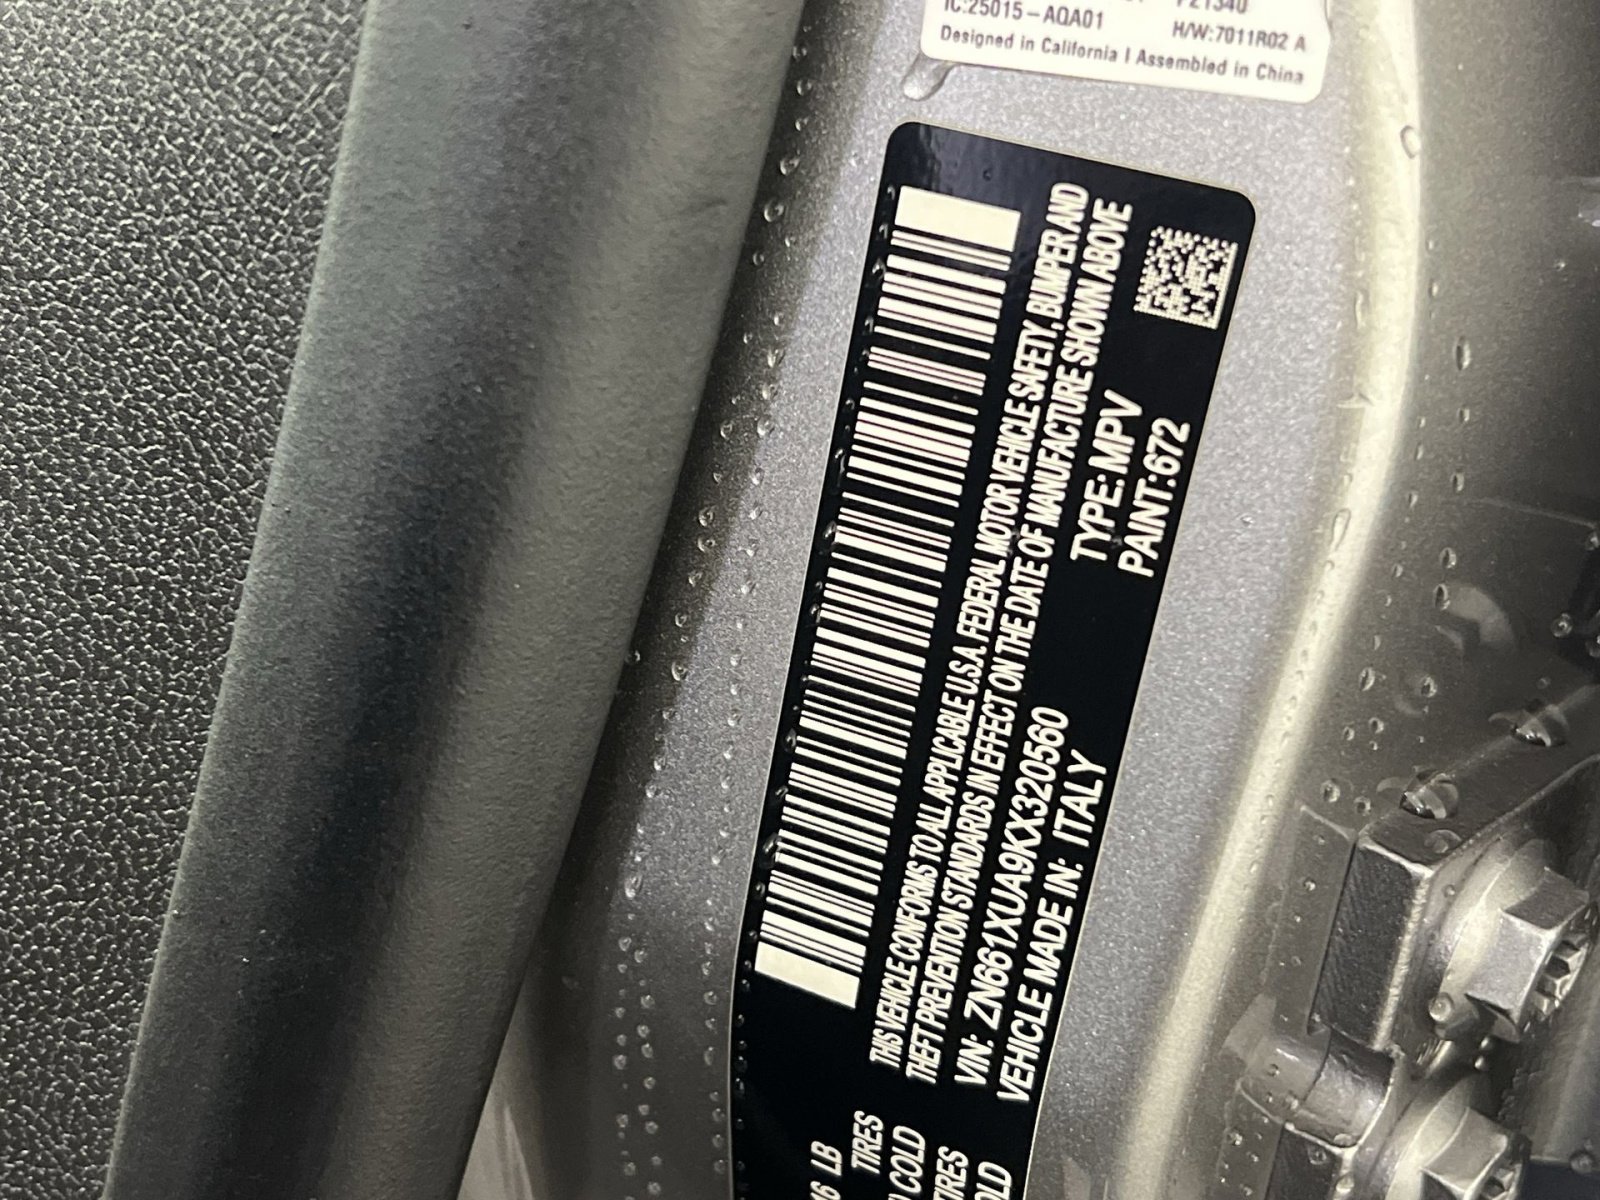 IC:25015-AQA01
H/W:7011R02 A
Designed in California | Assembled in China
THIS VEHICLE CONFORMS TO ALL APPLICABLE U.S.A. FEDERAL MOTOR VEHICLE SAFETY, BUMPER AND
THEFT PREVENTION STANDARDS IN EFFECT ON THE DATE OF MANUFACTURE SHOWN ABOVE
VIN: ZN661XUA9KX320560
TYPE: MPV
VEHICLE MADE IN: ITALY
PAINT:672
LB
TIRES
COLD